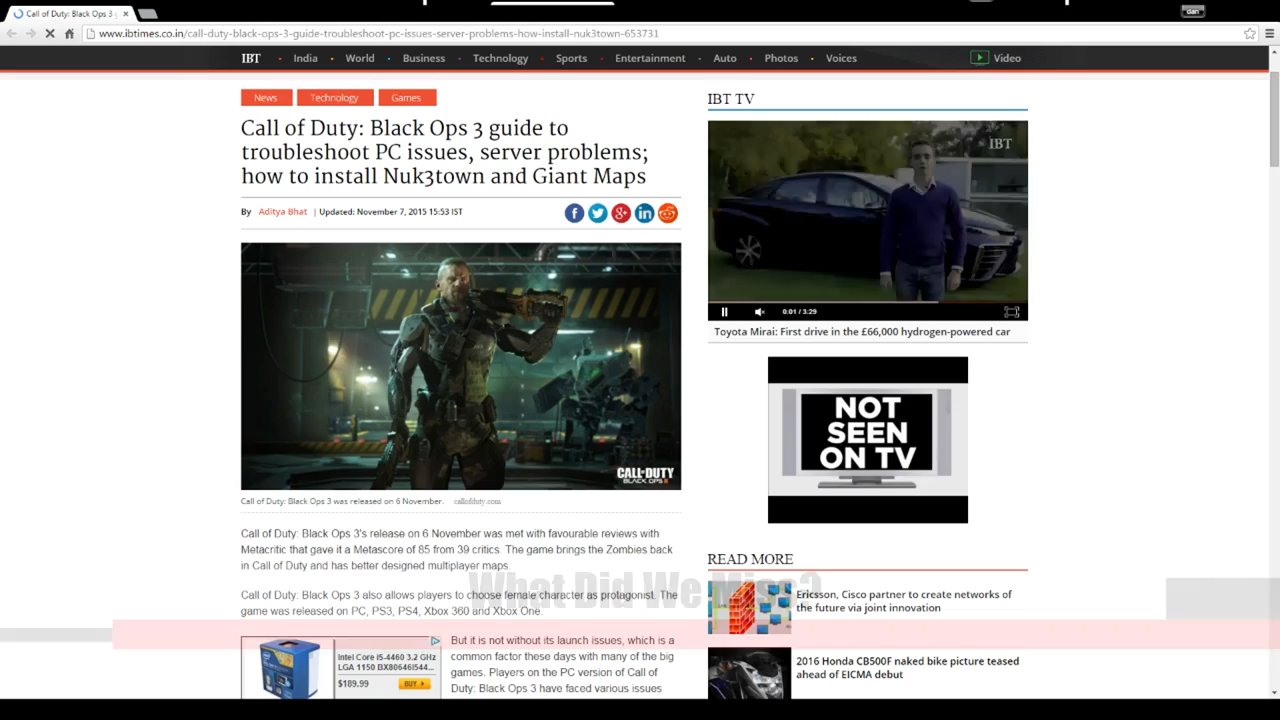 Call of Duty: Black Ops 3
dan
www.ibtimes.co.in/call-duty-black-ops-3-guide-troubleshoot-pc-issues-server-problems-how-install-nuk3town-653731
IBT India World Business Technology Sports Entertainment Auto Photos Voices Video
News Technology Games
Call of Duty: Black Ops 3 guide to
troubleshoot PC issues, server problems;
how to install Nuk3town and Giant Maps
By Aditya Bhat | Updated: November 7, 2015 15:53 IST
CALL·DUTY
BLACK OPS III
Call of Duty: Black Ops 3 was released on 6 November. callofduty.com
Call of Duty: Black Ops 3's release on 6 November was met with favourable reviews with
Metacritic that gave it a Metascore of 85 from 39 critics. The game brings the Zombies back
in Call of Duty and has better designed multiplayer maps.
Call of Duty: Black Ops 3 also allows players to choose female character as protagonist. The
game was released on PC, PS3, PS4, Xbox 360 and Xbox One.
What Did We Miss?
Intel Core I5-4460 3.2 GHz
LGA 1150 BX80646I544...
$189.99 BUY
But it is not without its launch issues, which is a
common factor these days with many of the big
games. Players on the PC version of Call of
Duty: Black Ops 3 have faced various issues
IBT TV
IBT
0:01 / 3:29
Toyota Mirai: First drive in the £66,000 hydrogen-powered car
NOT
SEEN
ON TV
READ MORE
Ericsson, Cisco partner to create networks of
the future via joint innovation
2016 Honda CB500F naked bike picture teased
ahead of EICMA debut